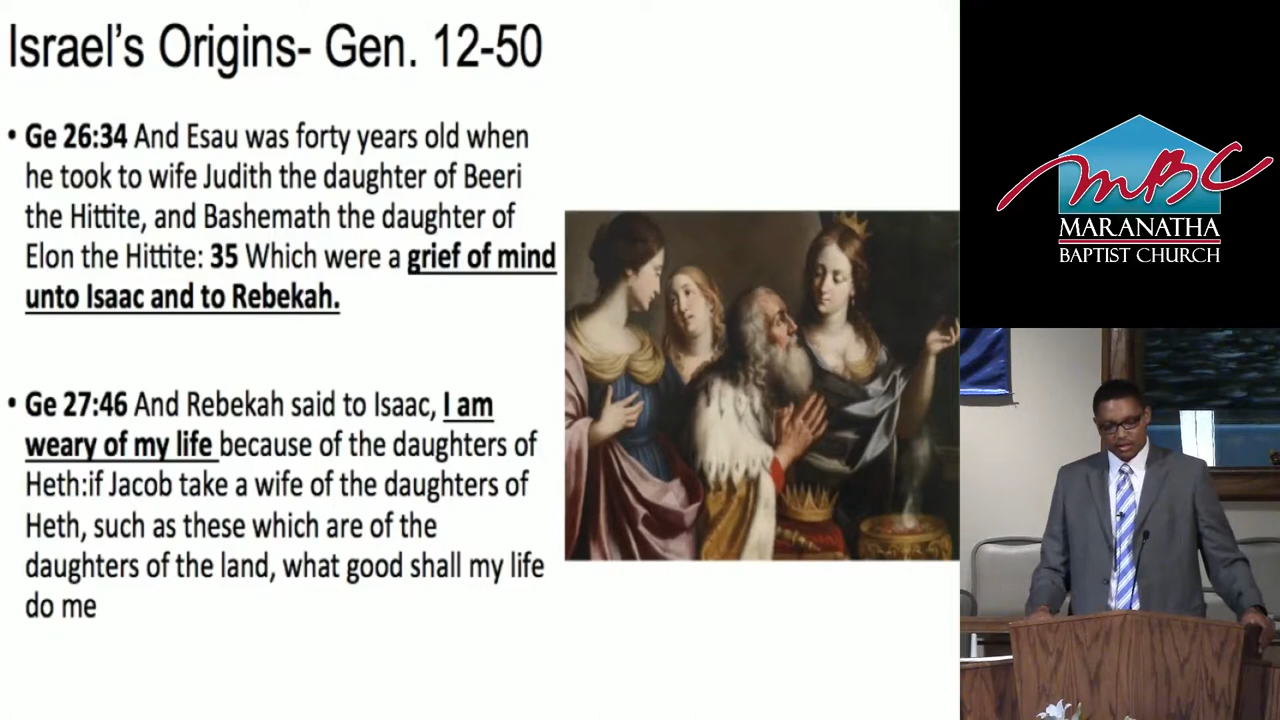 Israel's Origins- Gen. 12-50
• Ge 26:34 And Esau was forty years old when
he took to wife Judith the daughter of Beeri
the Hittite, and Bashemath the daughter of
Elon the Hittite: 35 Which were a grief of mind
unto Isaac and to Rebekah.
• Ge 27:46 And Rebekah said to Isaac, I am
weary of my life because of the daughters of
Heth:if Jacob take a wife of the daughters of
Heth, such as these which are of the
daughters of the land, what good shall my life
do me
MBC
MARANATHA
BAPTIST CHURCH